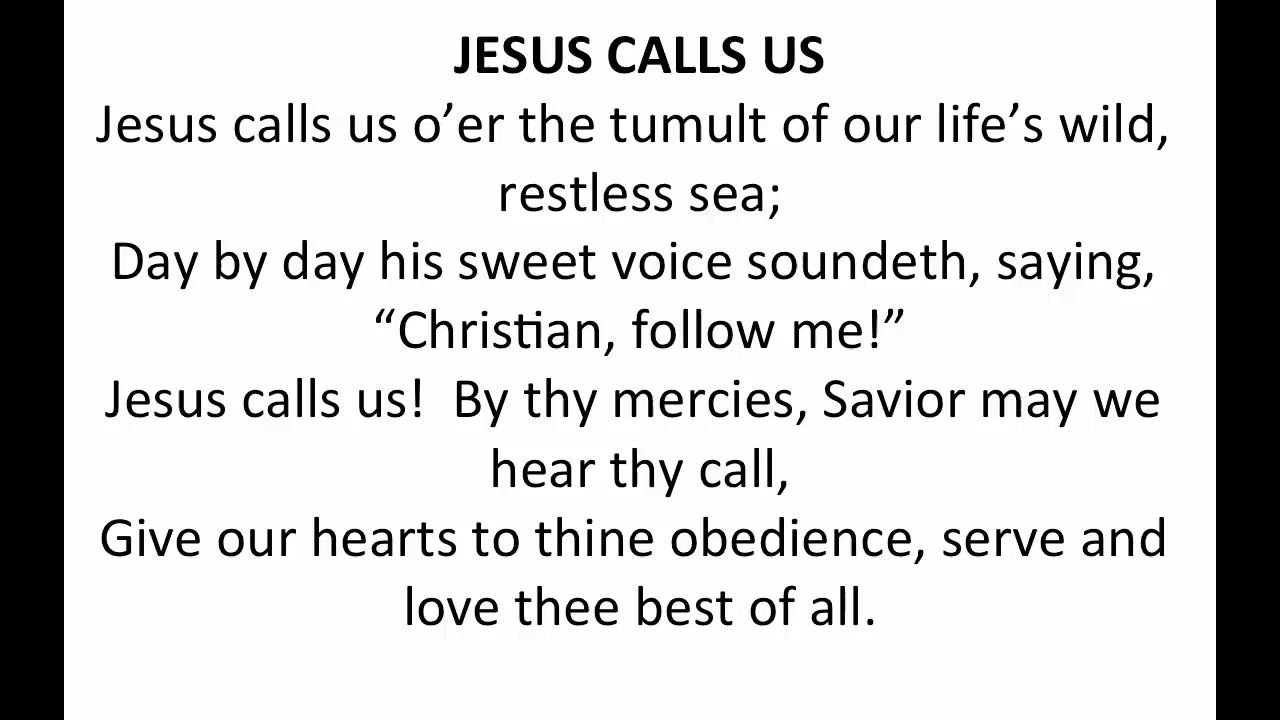 JESUS CALLS US
Jesus calls us o’er the tumult of our life’s wild,
restless sea;
Day by day his sweet voice soundeth, saying,
“Christian, follow me!”
Jesus calls us!  By thy mercies, Savior may we
hear thy call,
Give our hearts to thine obedience, serve and
love thee best of all.